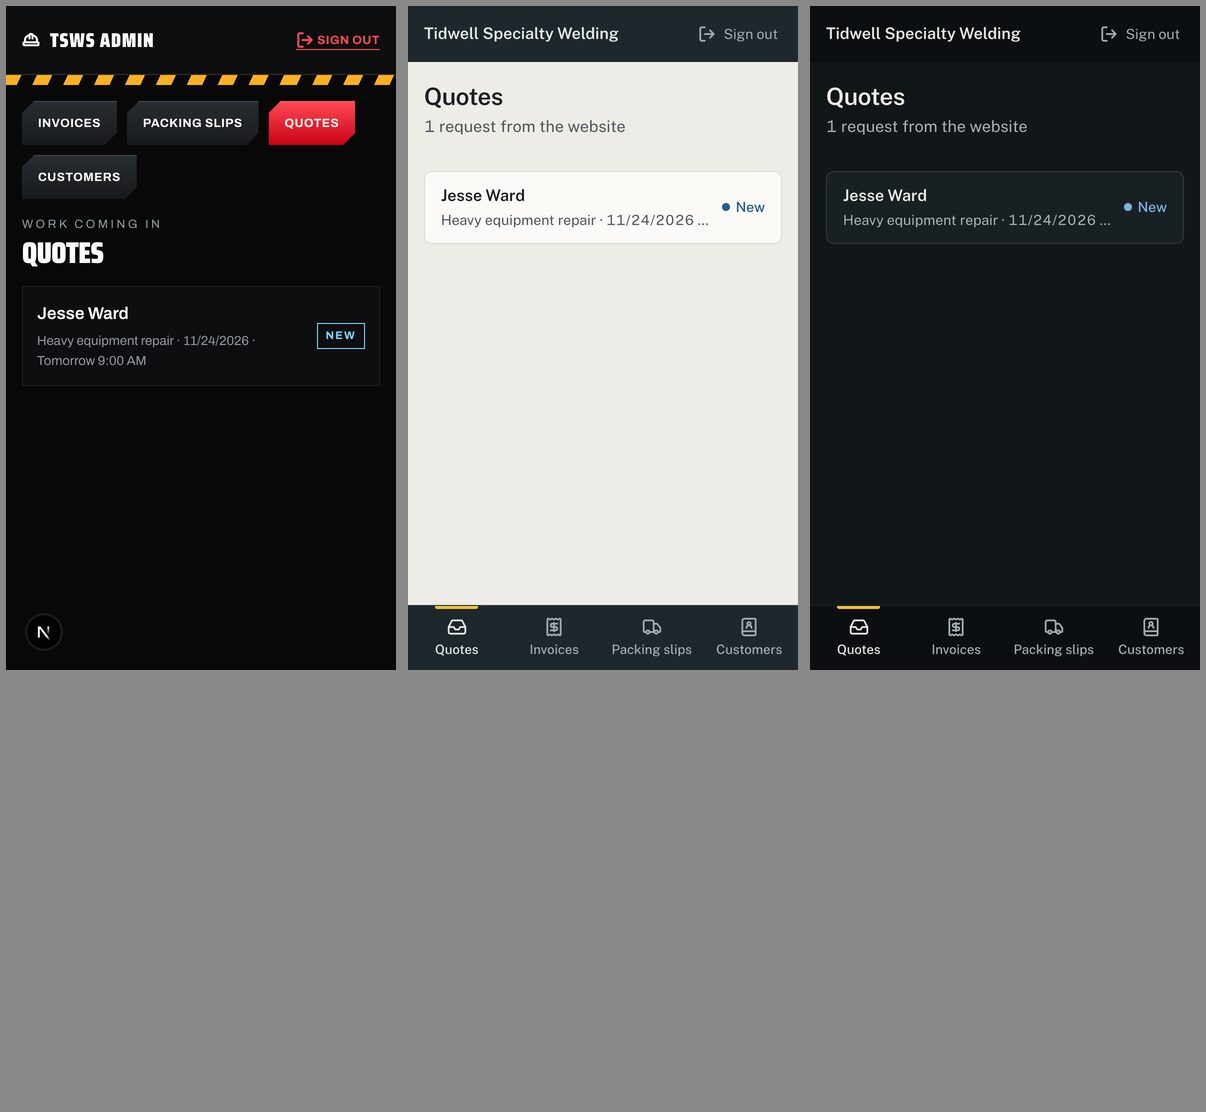 TSWS ADMIN
SIGN OUT
INVOICES
PACKING SLIPS
QUOTES
CUSTOMERS
WORK COMING IN
QUOTES
Jesse Ward
Heavy equipment repair · 11/24/2026 ·
Tomorrow 9:00 AM
NEW
N
Tidwell Specialty Welding
Sign out
Quotes
1 request from the website
Jesse Ward
Heavy equipment repair · 11/24/2026 ...
New
Quotes
Invoices
Packing slips
Customers
Tidwell Specialty Welding
Sign out
Quotes
1 request from the website
Jesse Ward
Heavy equipment repair · 11/24/2026 ...
New
Quotes
Invoices
Packing slips
Customers